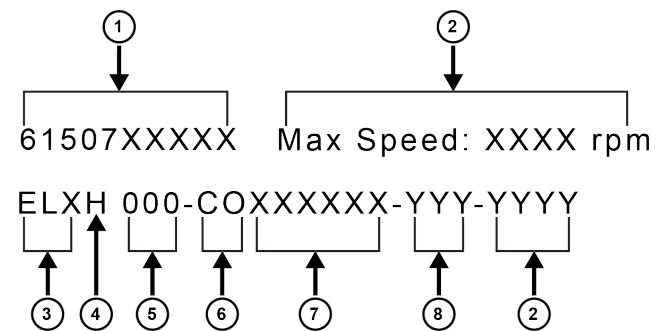 1 2
61507XXXXX Max Speed: XXXX rpm
ELXH 000-COXXXXXX-YYY-YYYY
3 4 5 6 7 8 2